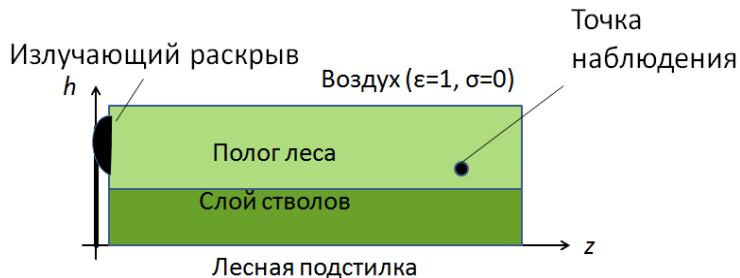 Точка
наблюдения
Излучающий раскрыв
h
Воздух (ε=1, σ=0)
Полог леса
Слой стволов
z
Лесная подстилка